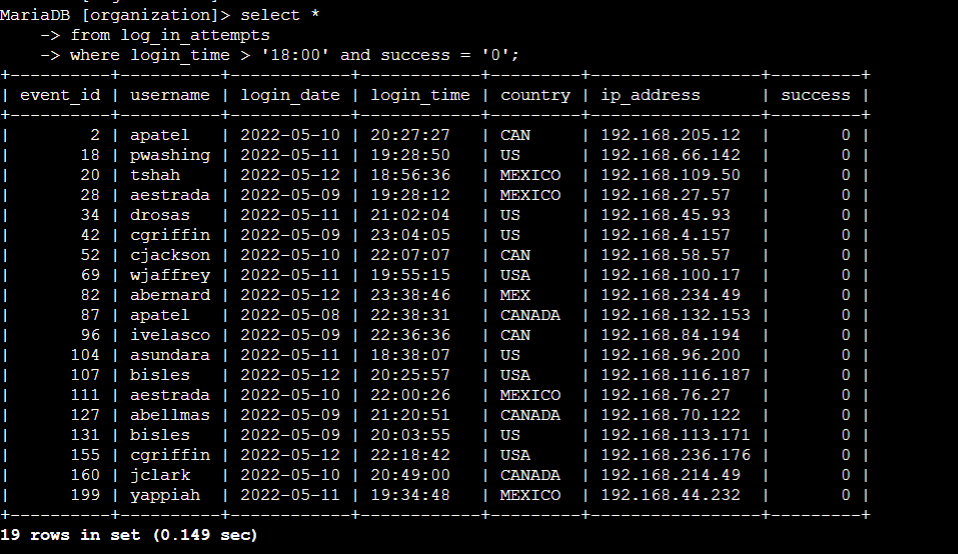 MariaDB [organization]> select *
    -> from log_in_attempts
    -> where login_time > '18:00' and success = '0';
+----------+----------+------------+------------+---------+-----------------+---------+
| event_id | username | login_date | login_time | country | ip_address      | success |
+----------+----------+------------+------------+---------+-----------------+---------+
|        2 | apatel   | 2022-05-10 | 20:27:27   | CAN     | 192.168.205.12  |       0 |
|       18 | pwashing | 2022-05-11 | 19:28:50   | US      | 192.168.66.142  |       0 |
|       20 | tshah    | 2022-05-12 | 18:56:36   | MEXICO  | 192.168.109.50  |       0 |
|       28 | aestrada | 2022-05-09 | 19:28:12   | MEXICO  | 192.168.27.57   |       0 |
|       34 | drosas   | 2022-05-11 | 21:02:04   | US      | 192.168.45.93   |       0 |
|       42 | cgriffin | 2022-05-09 | 23:04:05   | US      | 192.168.4.157   |       0 |
|       52 | cjackson | 2022-05-10 | 22:07:07   | CAN     | 192.168.58.57   |       0 |
|       69 | wjaffrey | 2022-05-11 | 19:55:15   | USA     | 192.168.100.17  |       0 |
|       82 | abernard | 2022-05-12 | 23:38:46   | MEX     | 192.168.234.49  |       0 |
|       87 | apatel   | 2022-05-08 | 22:38:31   | CANADA  | 192.168.132.153 |       0 |
|       96 | ivelasco | 2022-05-09 | 22:36:36   | CAN     | 192.168.84.194  |       0 |
|      104 | asundara | 2022-05-11 | 18:38:07   | US      | 192.168.96.200  |       0 |
|      107 | bisles   | 2022-05-12 | 20:25:57   | USA     | 192.168.116.187 |       0 |
|      111 | aestrada | 2022-05-10 | 22:00:26   | MEXICO  | 192.168.76.27   |       0 |
|      127 | abellmas | 2022-05-09 | 21:20:51   | CANADA  | 192.168.70.122  |       0 |
|      131 | bisles   | 2022-05-09 | 20:03:55   | US      | 192.168.113.171 |       0 |
|      155 | cgriffin | 2022-05-12 | 22:18:42   | USA     | 192.168.236.176 |       0 |
|      160 | jclark   | 2022-05-10 | 20:49:00   | CANADA  | 192.168.214.49  |       0 |
|      199 | yappiah  | 2022-05-11 | 19:34:48   | MEXICO  | 192.168.44.232  |       0 |
+----------+----------+------------+------------+---------+-----------------+---------+
19 rows in set (0.149 sec)